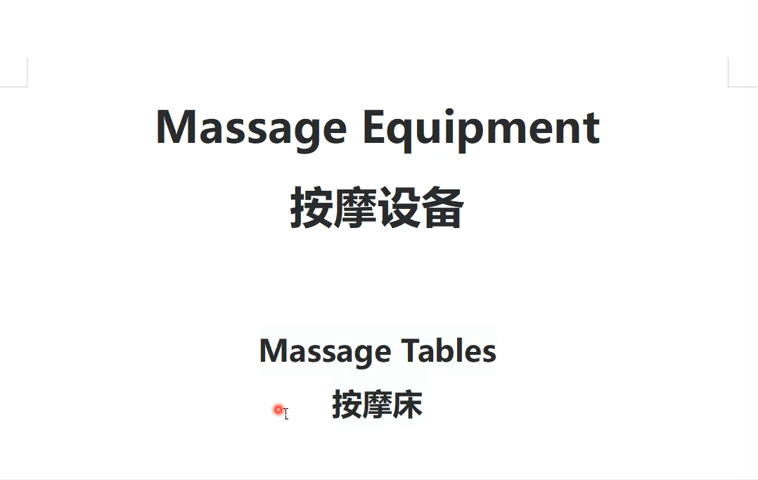 Massage Equipment
按摩设备
Massage Tables
按摩床